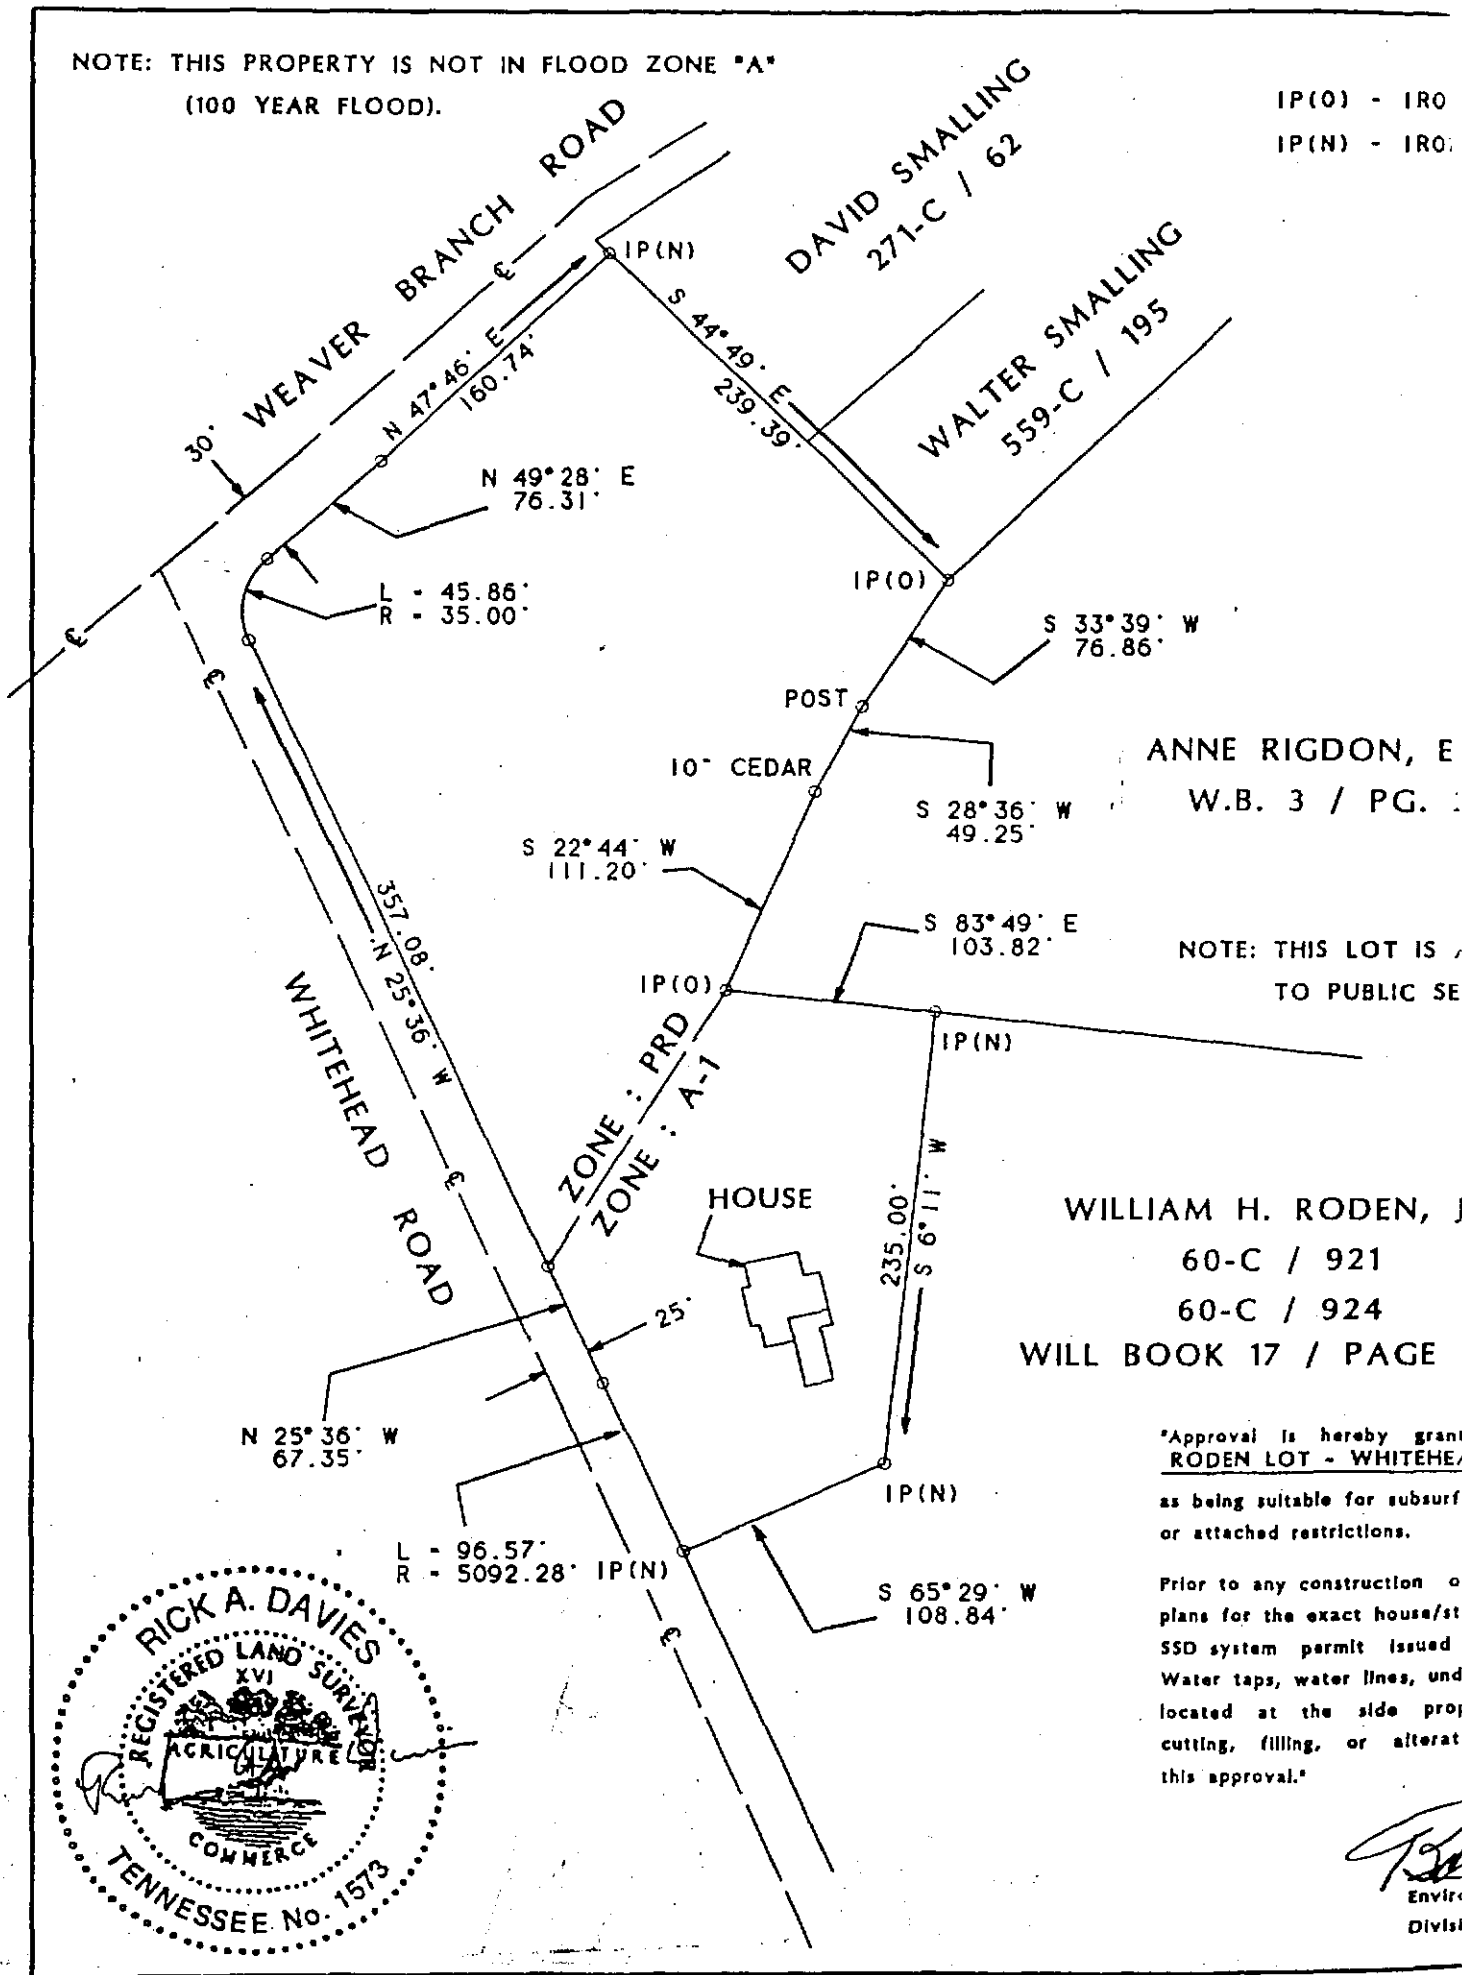 NOTE: THIS PROPERTY IS NOT IN FLOOD ZONE "A"
(100 YEAR FLOOD).
IP(O) - IRO
IP(N) - IRO
WEAVER BRANCH ROAD
30'
DAVID SMALLING
271-C / 62
WALTER SMALLING
559-C / 195
IP(N)
N 47°46' E
160.74'
S 44°49' E
239.39'
N 49°28' E
76.31'
L - 45.86'
R - 35.00'
IP(O)
S 33°39' W
76.86'
POST
10" CEDAR
S 28°36' W
49.25'
ANNE RIGDON, E
W.B. 3 / PG.
S 22°44' W
111.20'
S 83°49' E
103.82'
NOTE: THIS LOT IS
TO PUBLIC SE
357.08'
N 25°36' W
WHITEHEAD ROAD
IP(O)
IP(N)
ZONE : PRD
ZONE : A-1
HOUSE
235.00'
S 6°11' W
WILLIAM H. RODEN, J
60-C / 921
60-C / 924
WILL BOOK 17 / PAGE
25'
N 25°36' W
67.35'
IP(N)
L - 96.57'
R - 5092.28'
IP(N)
S 65°29' W
108.84'
"Approval is hereby grant
RODEN LOT - WHITEHE
as being suitable for subsurf
or attached restrictions.
Prior to any construction o
plans for the exact house/st
SSD system permit issued
Water taps, water lines, und
located at the side prop
cutting, filling, or alterat
this approval."
Enviro
Divisi
RICK A. DAVIES
REGISTERED LAND SURVEYOR
XVI
AGRICULTURE
COMMERCE
TENNESSEE No. 1573